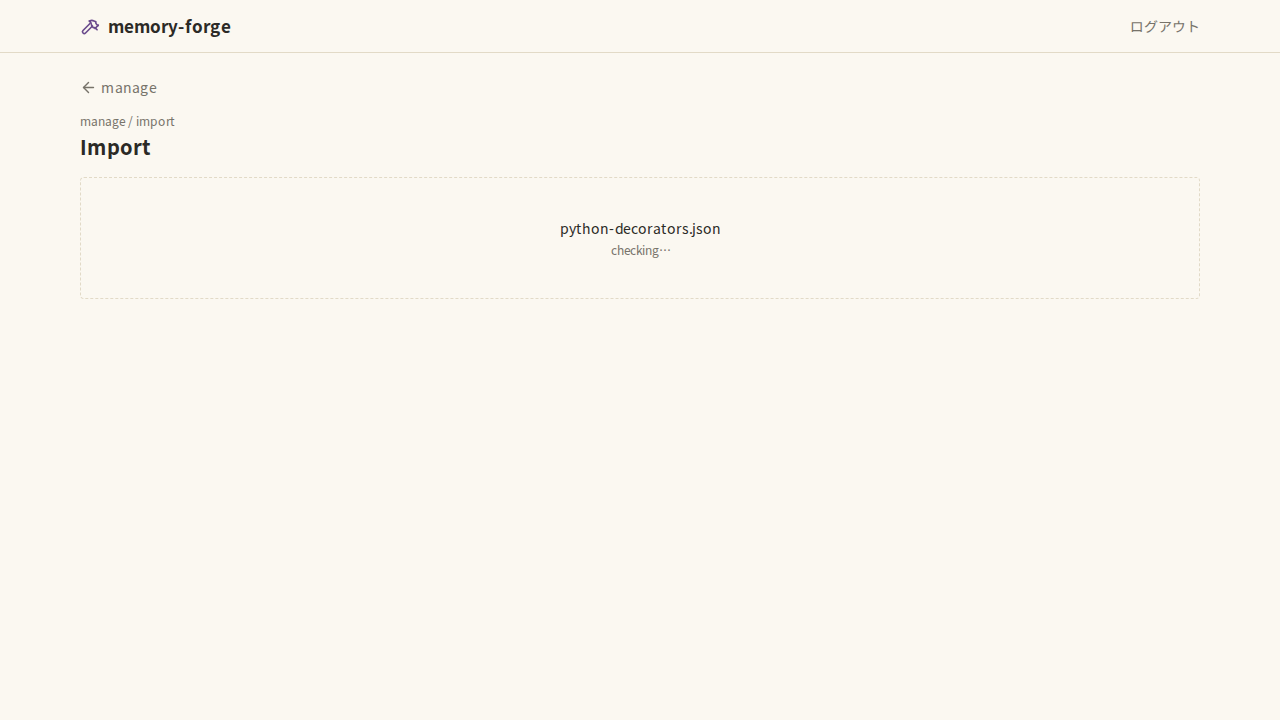 memory-forge
ログアウト
← manage
manage / import
Import
python-decorators.json
checking…